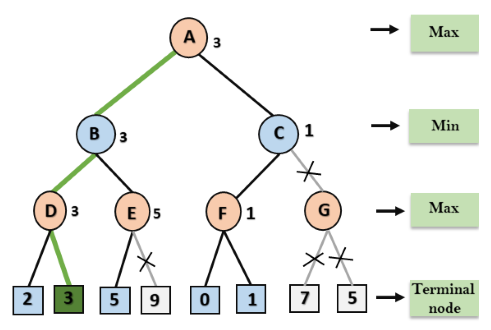 A 3 Max
B 3 C 1 Min
D 3 E 5 F 1 G Max
2 3 5 9 0 1 7 5 Terminal
node